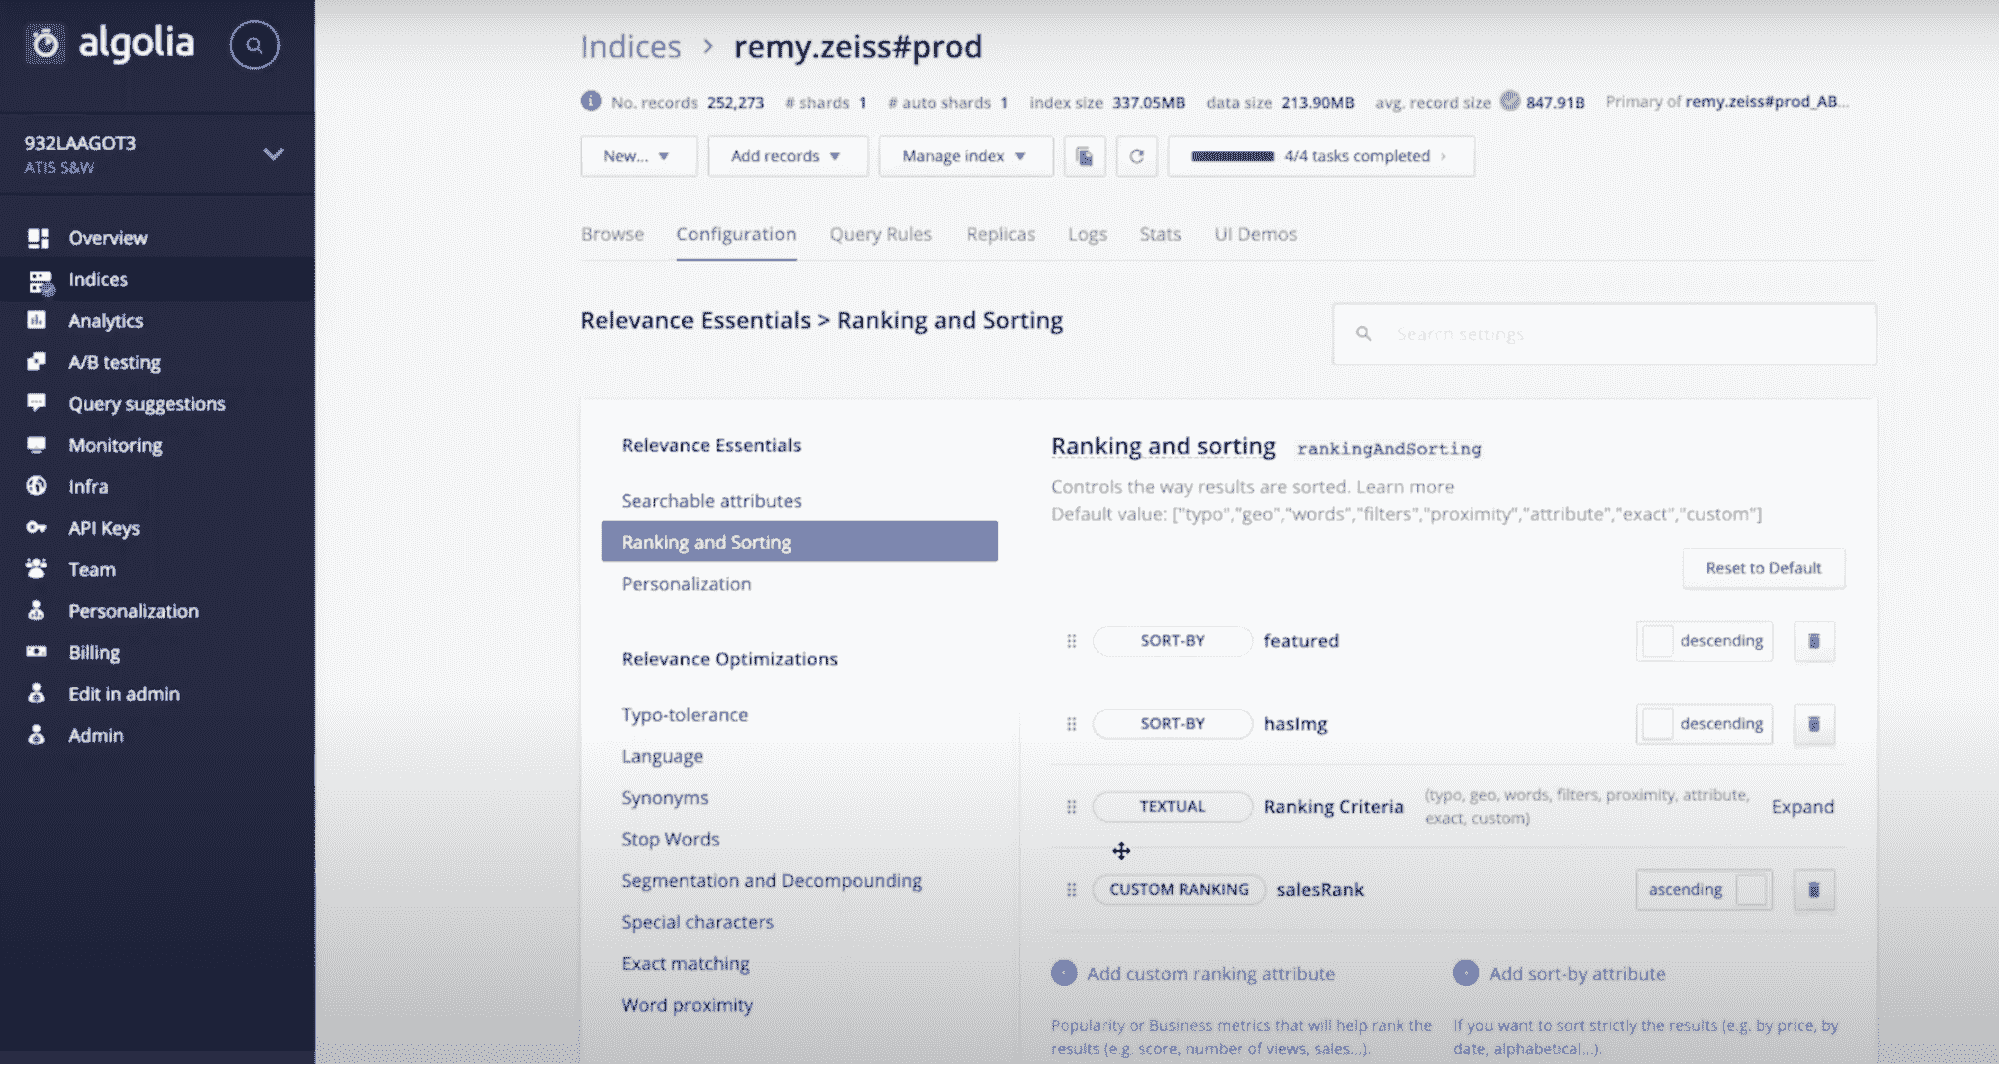 algolia
932LAAGOT3
ATIS S&W
Overview
Indices
Analytics
A/B testing
Query suggestions
Monitoring
Infra
API Keys
Team
Personalization
Billing
Edit in admin
Admin
Indices > remy.zeiss#prod
No. records 252,273 # shards 1 # auto shards 1 index size 337.05MB data size 213.90MB avg. record size 847.91B Primary of remy.zeiss#prod_AB...
New... Add records Manage index 4/4 tasks completed >
Browse Configuration Query Rules Replicas Logs Stats UI Demos
Relevance Essentials > Ranking and Sorting
Search settings
Relevance Essentials
Searchable attributes
Ranking and Sorting
Personalization
Relevance Optimizations
Typo-tolerance
Language
Synonyms
Stop Words
Segmentation and Decompounding
Special characters
Exact matching
Word proximity
Ranking and sorting rankingAndSorting
Controls the way results are sorted. Learn more
Default value: ["typo","geo","words","filters","proximity","attribute","exact","custom"]
Reset to Default
SORT-BY featured descending
SORT-BY hasImg descending
TEXTUAL Ranking Criteria (typo, geo, words, filters, proximity, attribute,
exact, custom) Expand
CUSTOM RANKING salesRank ascending
Add custom ranking attribute
Popularity or Business metrics that will help rank the
results (e.g. score, number of views, sales...).
Add sort-by attribute
If you want to sort strictly the results (e.g. by price, by
date, alphabetical...).